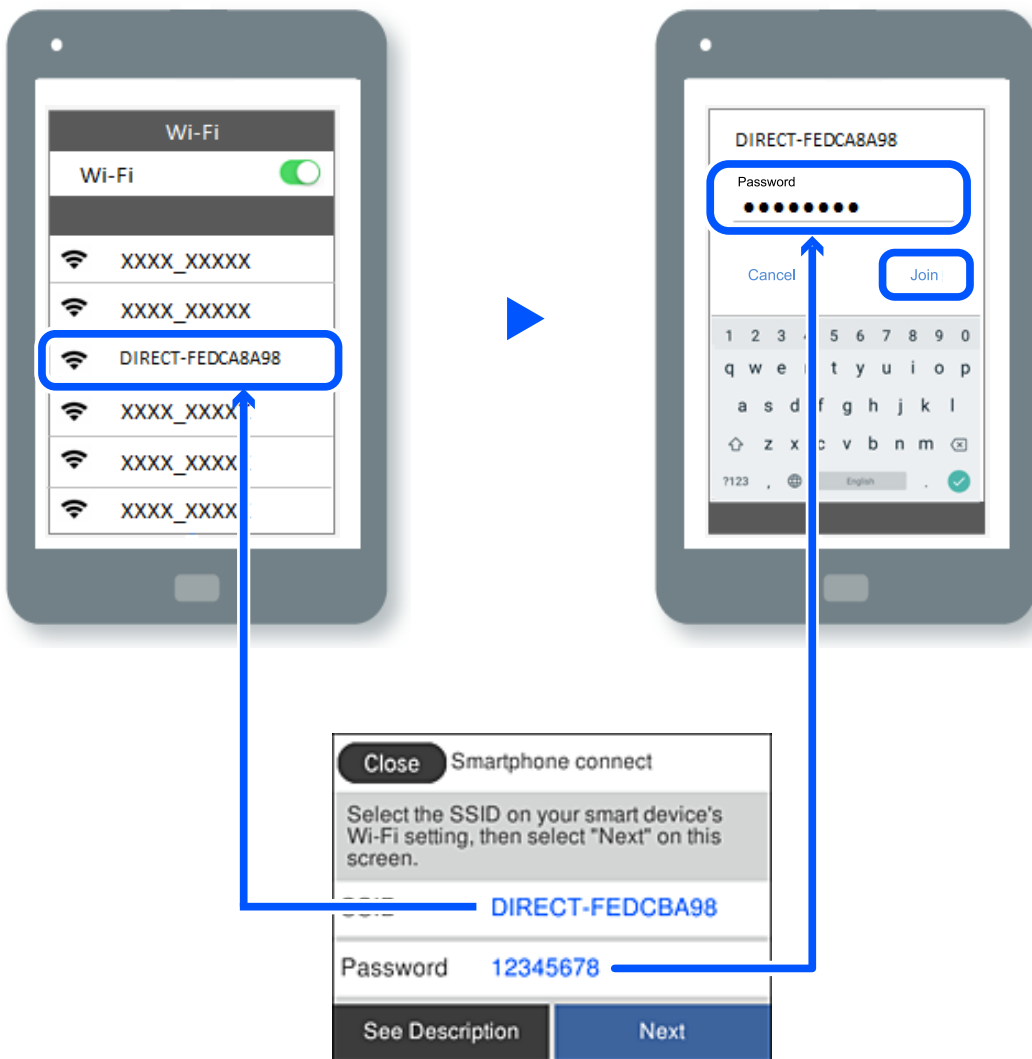 Wi-Fi
Wi-Fi
XXXX_XXXXX
XXXX_XXXXX
DIRECT-FEDCA8A98
XXXX_XXXX
XXXX_XXXX
XXXX_XXXX
DIRECT-FEDCA8A98
Password
Cancel Join
1 2 3 4 5 6 7 8 9 0
q w e t y u i o p
a s d f g h j k l
z x c v b n m
?123 , English .
Close Smartphone connect
Select the SSID on your smart device's
Wi-Fi setting, then select "Next" on this
screen.
SSID DIRECT-FEDCBA98
Password 12345678
See Description Next